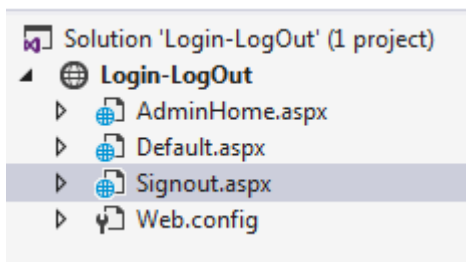 Solution 'Login-LogOut' (1 project)
Login-LogOut
AdminHome.aspx
Default.aspx
Signout.aspx
Web.config